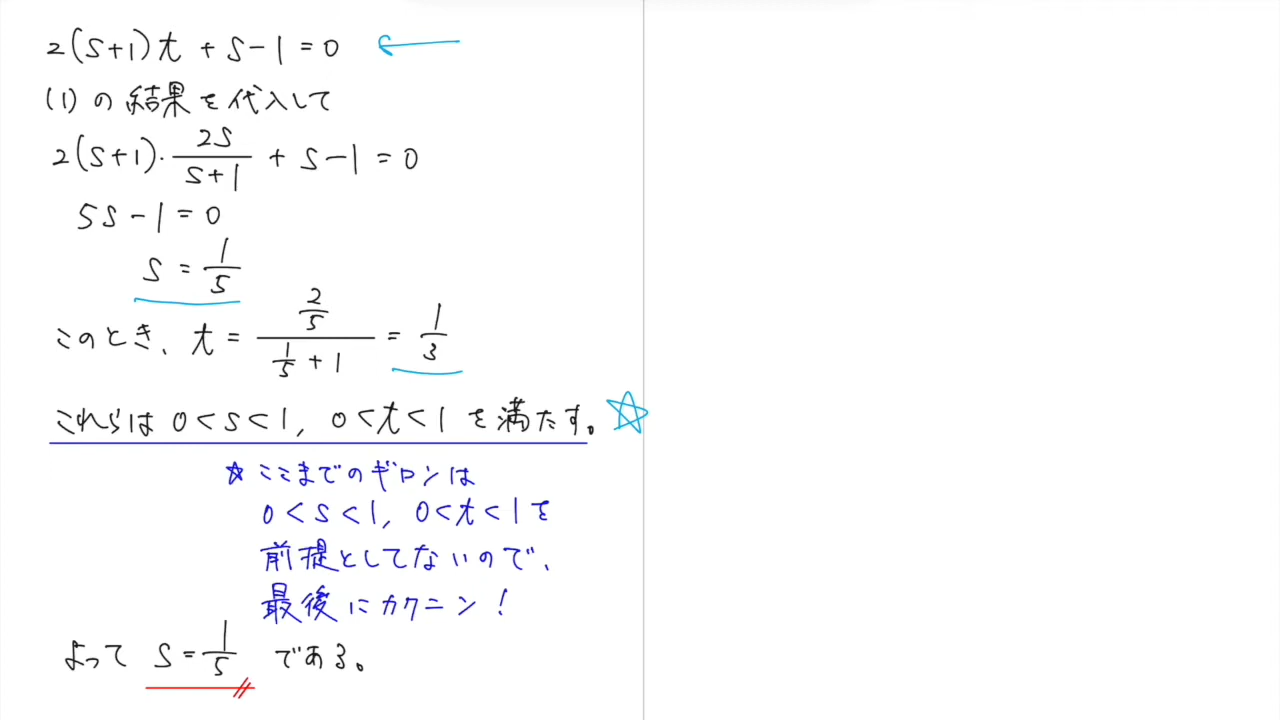 2(s+1)t + s-1 = 0 ←
(1)の結果を代入して
2(s+1)・2s/(s+1) + s-1 = 0
5s-1 = 0
s = 1/5
このとき、t = (2/5)/(1/5 + 1) = 1/3
これらは 0<s<1, 0<t<1 を満たす。☆
☆ここまでのギロンは
0<s<1, 0<t<1を
前提としてないので、
最後にカクニン!
よって s = 1/5 である。